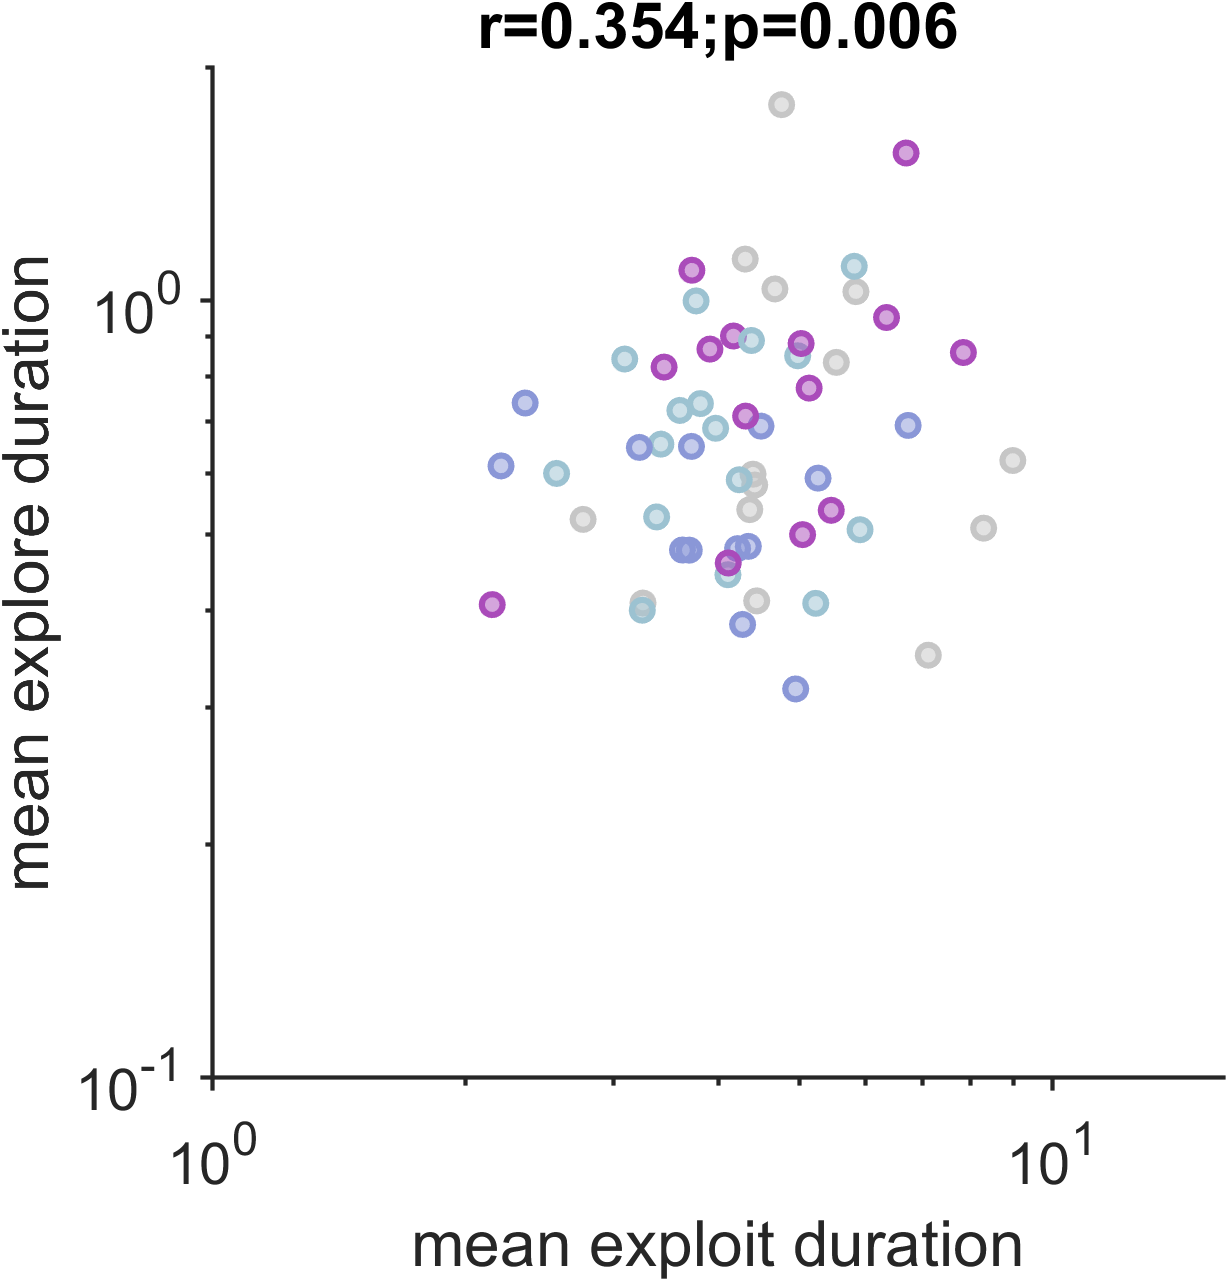 r=0.354;p=0.006
mean explore duration
10^0
10^-1
10^0
10^1
mean exploit duration